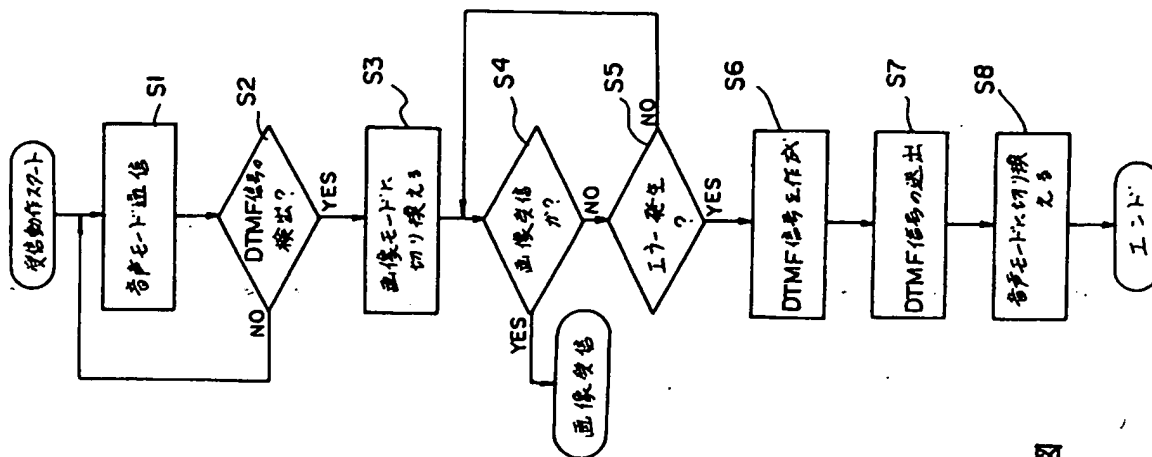 受信動作スタート
音声モード通信
S1
DTMF信号の
検出?
S2
NO
YES
画像モードに
切り換える
S3
画像受信
か?
S4
YES
NO
画像受信
エラー発生
?
S5
NO
YES
DTMF信号を作成
S6
DTMF信号の送出
S7
音声モードに切り換
える
S8
エンド
図